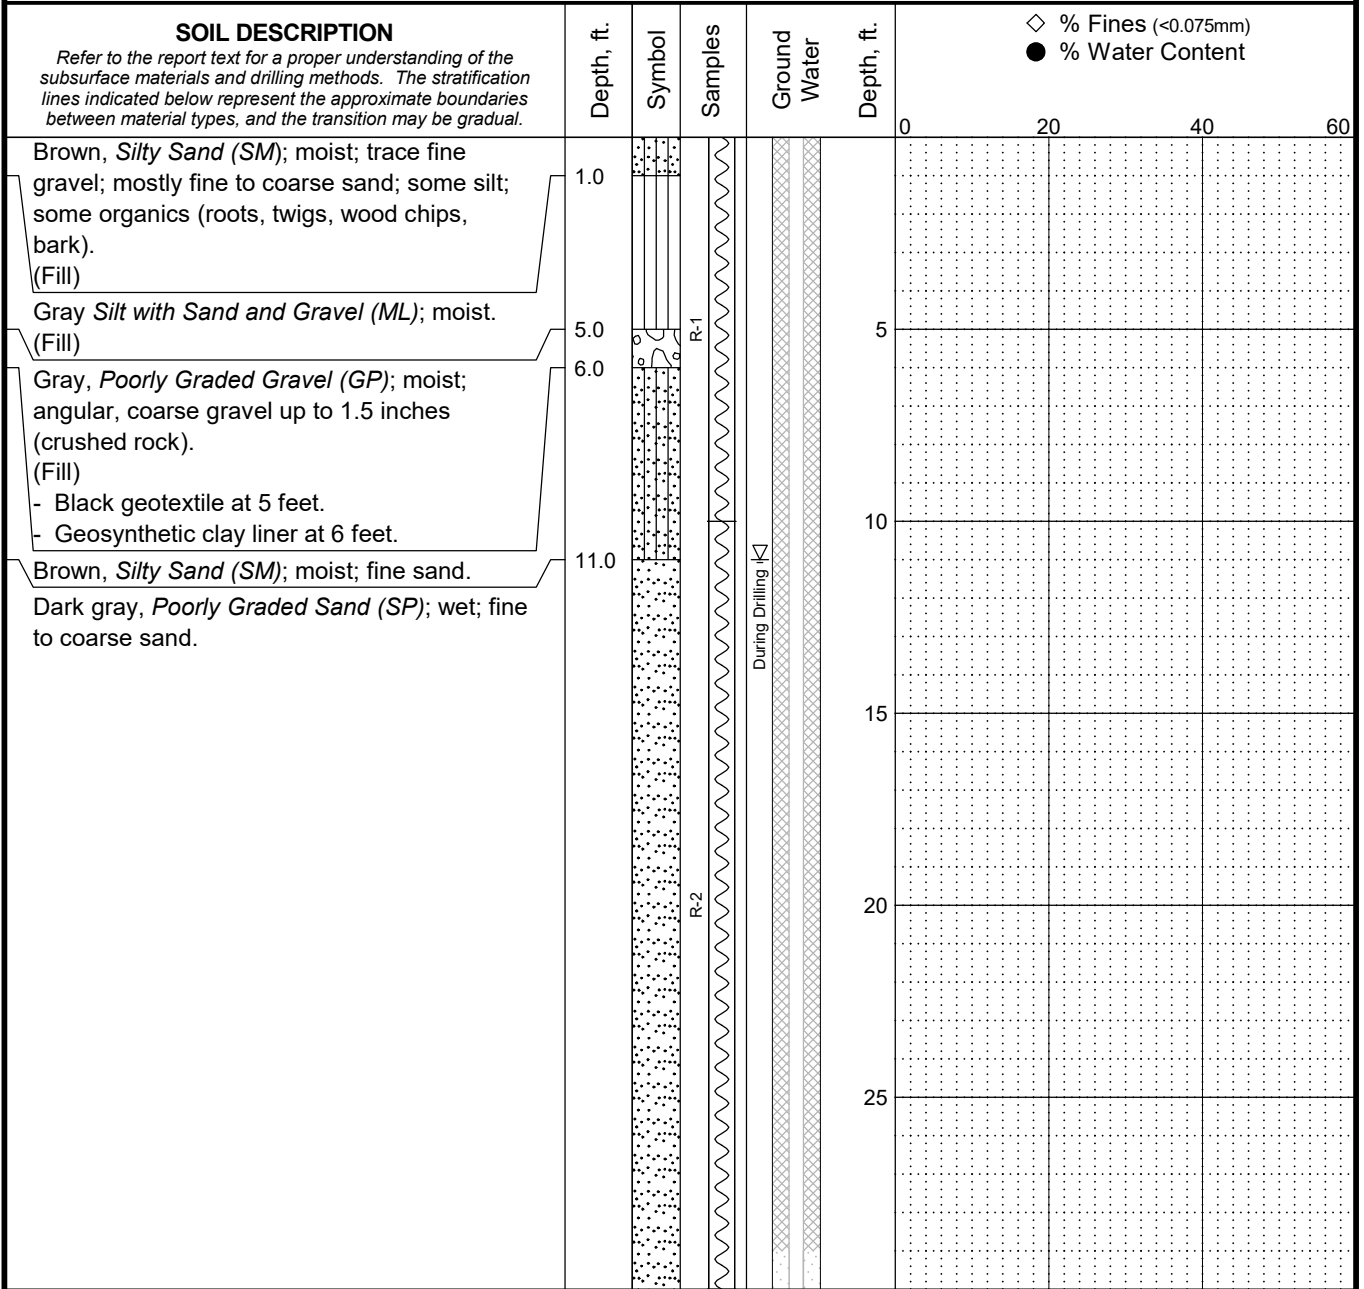 SOIL DESCRIPTION
Refer to the report text for a proper understanding of the
subsurface materials and drilling methods. The stratification
lines indicated below represent the approximate boundaries
between material types, and the transition may be gradual.
Depth, ft.
Symbol
Samples
Ground
Water
Depth, ft.
◇ % Fines (<0.075mm)
● % Water Content
0 20 40 60
Brown, Silty Sand (SM); moist; trace fine
gravel; mostly fine to coarse sand; some silt;
some organics (roots, twigs, wood chips,
bark).
(Fill)
Gray Silt with Sand and Gravel (ML); moist.
(Fill)
Gray, Poorly Graded Gravel (GP); moist;
angular, coarse gravel up to 1.5 inches
(crushed rock).
(Fill)
- Black geotextile at 5 feet.
- Geosynthetic clay liner at 6 feet.
Brown, Silty Sand (SM); moist; fine sand.
Dark gray, Poorly Graded Sand (SP); wet; fine
to coarse sand.
1.0
5.0
6.0
11.0
R-1
R-2
During Drilling
5
10
15
20
25